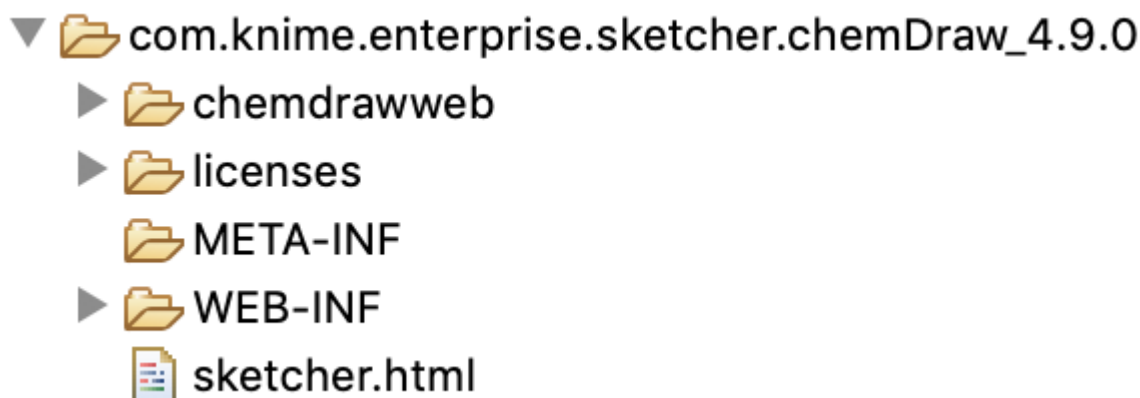 com.knime.enterprise.sketcher.chemDraw_4.9.0
chemdrawweb
licenses
META-INF
WEB-INF
sketcher.html